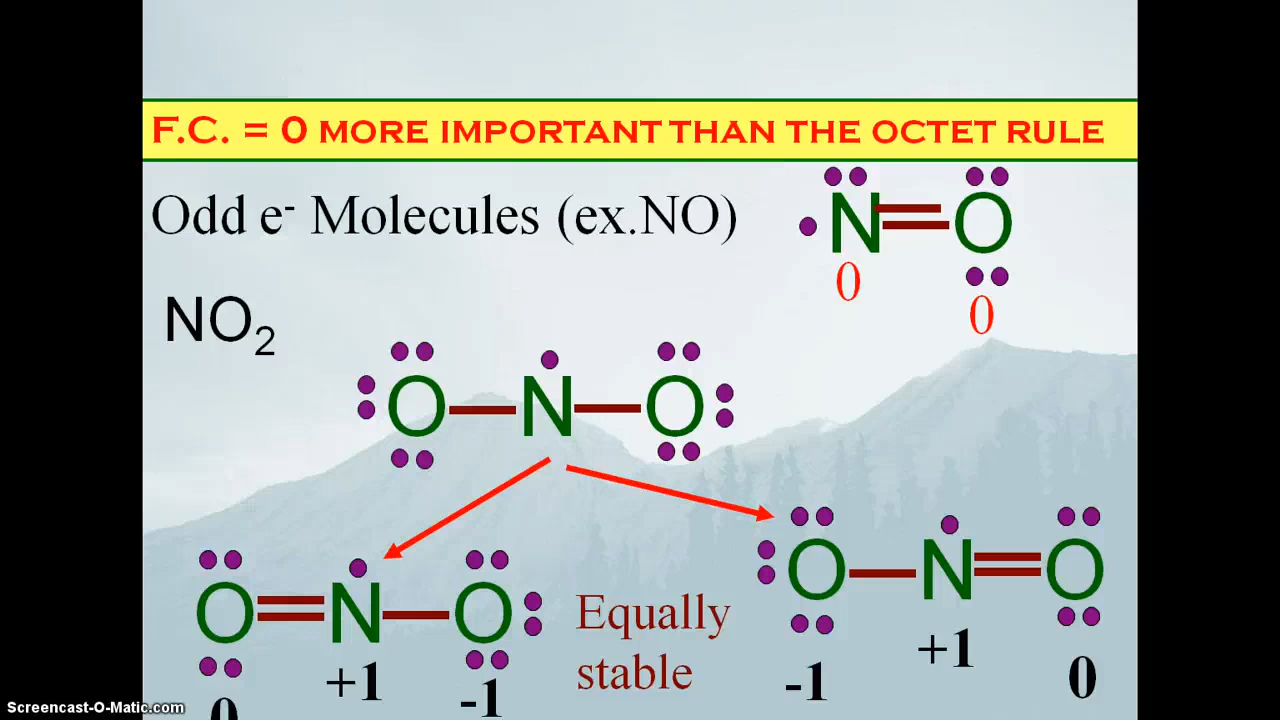 F.C. = 0 MORE IMPORTANT THAN THE OCTET RULE
Odd e- Molecules (ex.NO)
N O
0
0
NO2
O N O
O N O
0
+1
-1
Equally
stable
O N O
-1
+1
0
Screencast-O-Matic.com